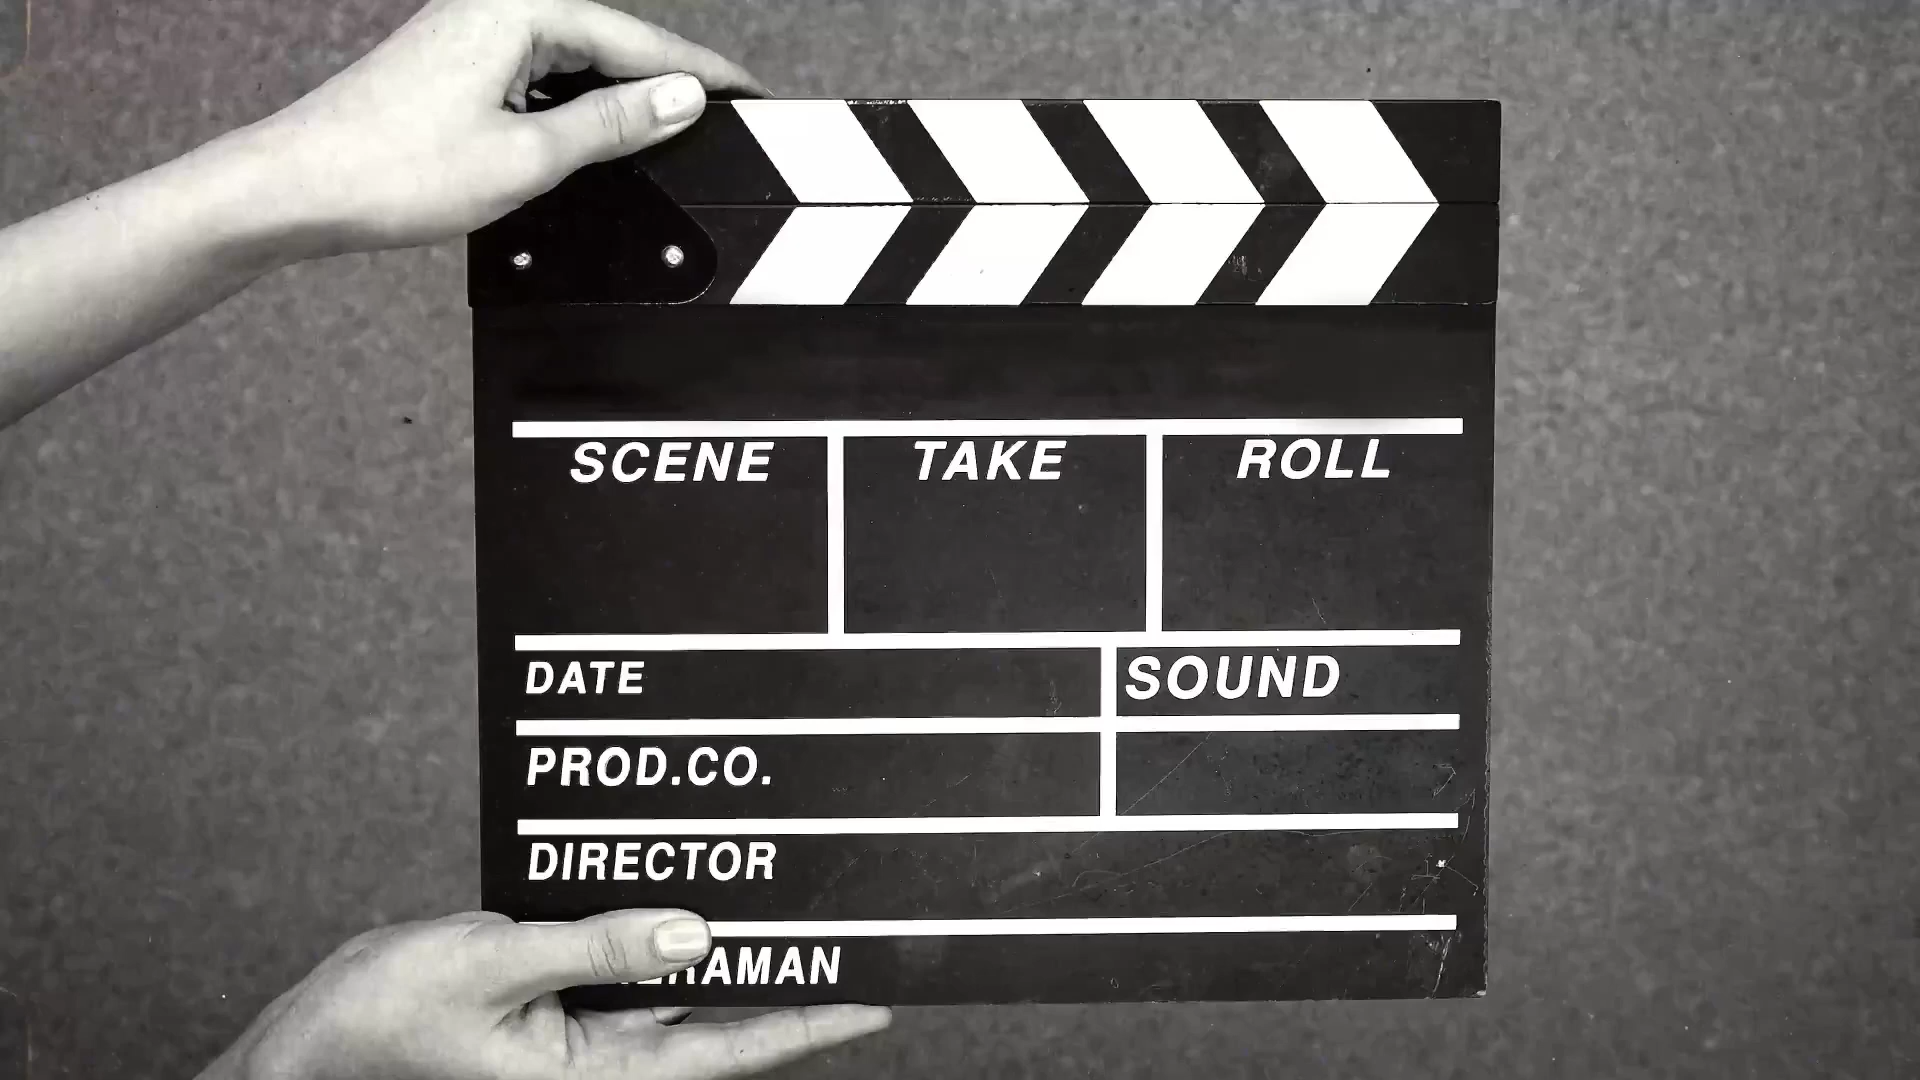 SCENE TAKE ROLL
DATE SOUND
PROD.CO.
DIRECTOR